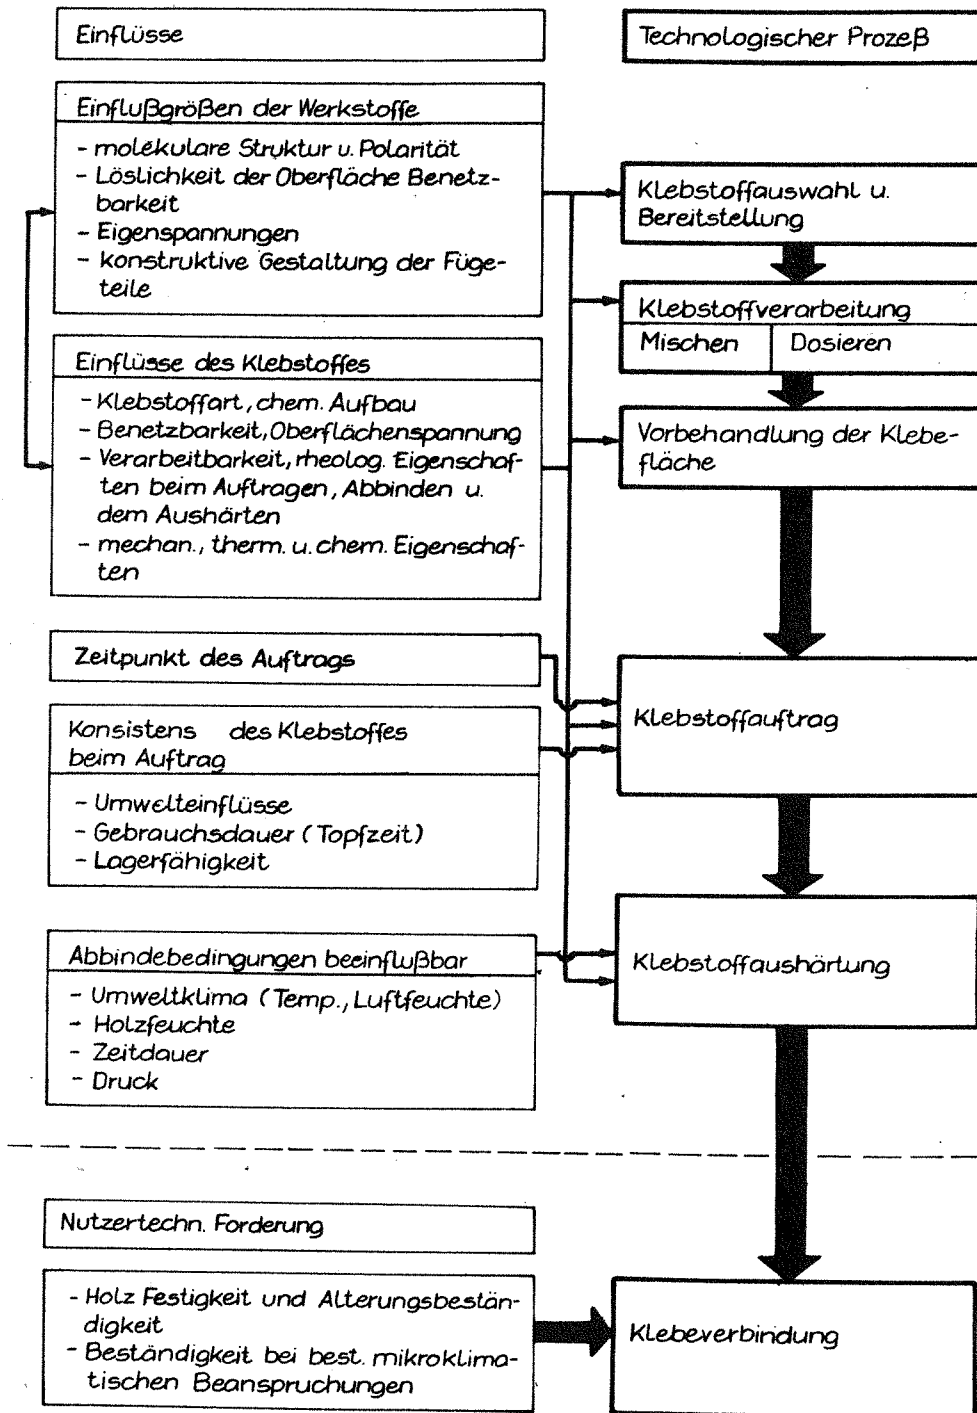 Einflüsse
Technologischer Prozeß
Einflußgrößen der Werkstoffe
- molekulare Struktur u. Polarität
- Löslichkeit der Oberfläche Benetz-
barkeit
- Eigenspannungen
- konstruktive Gestaltung der Füge-
teile
Klebstoffauswahl u.
Bereitstellung
Klebstoffverarbeitung
Mischen
Dosieren
Einflüsse des Klebstoffes
- Klebstoffart, chem. Aufbau
- Benetzbarkeit, Oberflächenspannung
- Verarbeitbarkeit, rheolog. Eigenschaf-
ten beim Auftragen, Abbinden u.
dem Aushärten
- mechan., therm. u. chem. Eigenschaf-
ten
Vorbehandlung der Klebe-
fläche
Zeitpunkt des Auftrags
Konsistens des Klebstoffes
beim Auftrag
- Umwelteinflüsse
- Gebrauchsdauer (Topfzeit)
- Lagerfähigkeit
Klebstoffauftrag
Abbindebedingungen beeinflußbar
- Umweltklima (Temp., Luftfeuchte)
- Holzfeuchte
- Zeitdauer
- Druck
Klebstoffaushärtung
Nutzertechn. Forderung
- Holz Festigkeit und Alterungsbestän-
digkeit
- Beständigkeit bei best. mikroklima-
tischen Beanspruchungen
Klebeverbindung